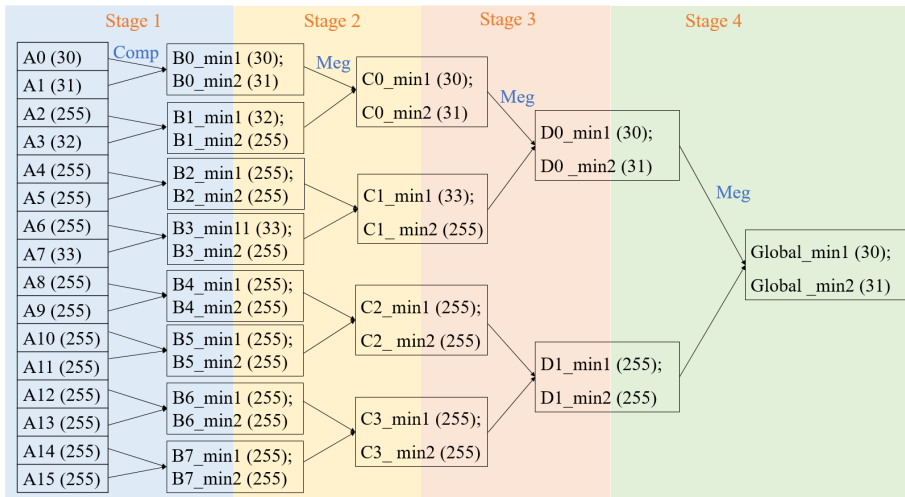 Stage 1
Stage 2
Stage 3
Stage 4
Comp
Meg
Meg
Meg
A0 (30)
A1 (31)
A2 (255)
A3 (32)
A4 (255)
A5 (255)
A6 (255)
A7 (33)
A8 (255)
A9 (255)
A10 (255)
A11 (255)
A12 (255)
A13 (255)
A14 (255)
A15 (255)
B0_min1 (30);
B0_min2 (31)
B1_min1 (32);
B1_min2 (255)
B2_min1 (255);
B2_min2 (255)
B3_min11 (33);
B3_min2 (255)
B4_min1 (255);
B4_min2 (255)
B5_min1 (255);
B5_min2 (255)
B6_min1 (255);
B6_min2 (255)
B7_min1 (255);
B7_min2 (255)
C0_min1 (30);
C0_min2 (31)
C1_min1 (33);
C1_ min2 (255)
C2_min1 (255);
C2_ min2 (255)
C3_min1 (255);
C3_ min2 (255)
D0_min1 (30);
D0 _min2 (31)
D1_min1 (255);
D1_min2 (255)
Global_min1 (30);
Global _min2 (31)